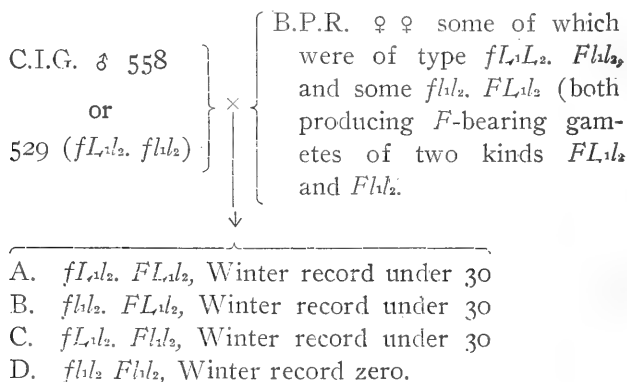 B.P.R. ♀ ♀ some of which
were of type fL₁L₂. Fl₁l₂,
and some fl₁l₂. FL₁l₂ (both
producing F-bearing gam-
etes of two kinds FL₁l₂
and Fl₁l₂.
C.I.G. ♂ 558
or
529 (fL₁l₂. fl₁l₂)
×
A. fL₁l₂. FL₁l₂, Winter record under 30
B. fl₁l₂. FL₁l₂, Winter record under 30
C. fL₁l₂. Fl₁l₂, Winter record under 30
D. fl₁l₂ Fl₁l₂, Winter record zero.